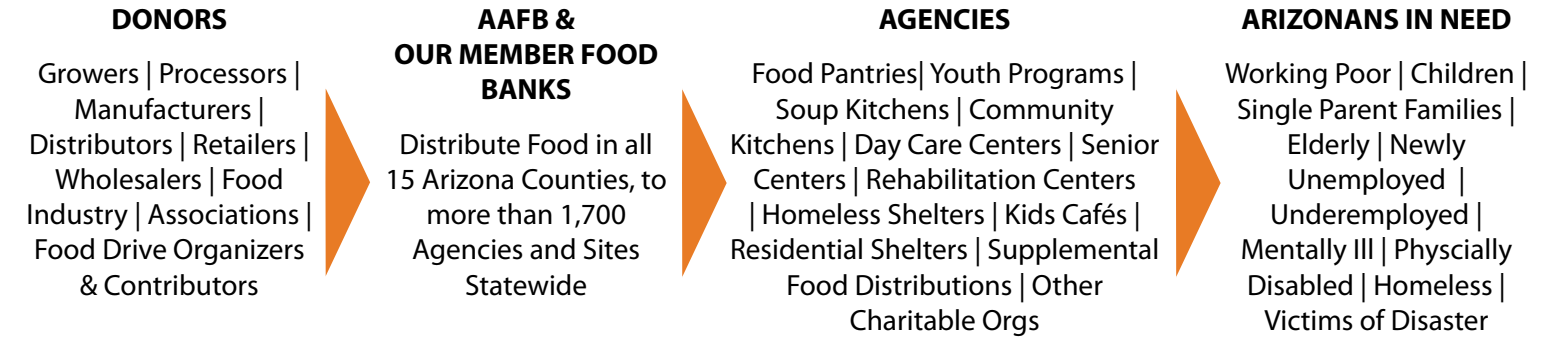 DONORS
Growers | Processors |
Manufacturers |
Distributors | Retailers |
Wholesalers | Food
Industry | Associations |
Food Drive Organizers
& Contributors
AAFB &
OUR MEMBER FOOD
BANKS
Distribute Food in all
15 Arizona Counties, to
more than 1,700
Agencies and Sites
Statewide
AGENCIES
Food Pantries| Youth Programs |
Soup Kitchens | Community
Kitchens | Day Care Centers | Senior
Centers | Rehabilitation Centers
| Homeless Shelters | Kids Cafés |
Residential Shelters | Supplemental
Food Distributions | Other
Charitable Orgs
ARIZONANS IN NEED
Working Poor | Children |
Single Parent Families |
Elderly | Newly
Unemployed |
Underemployed |
Mentally Ill | Physcially
Disabled | Homeless |
Victims of Disaster